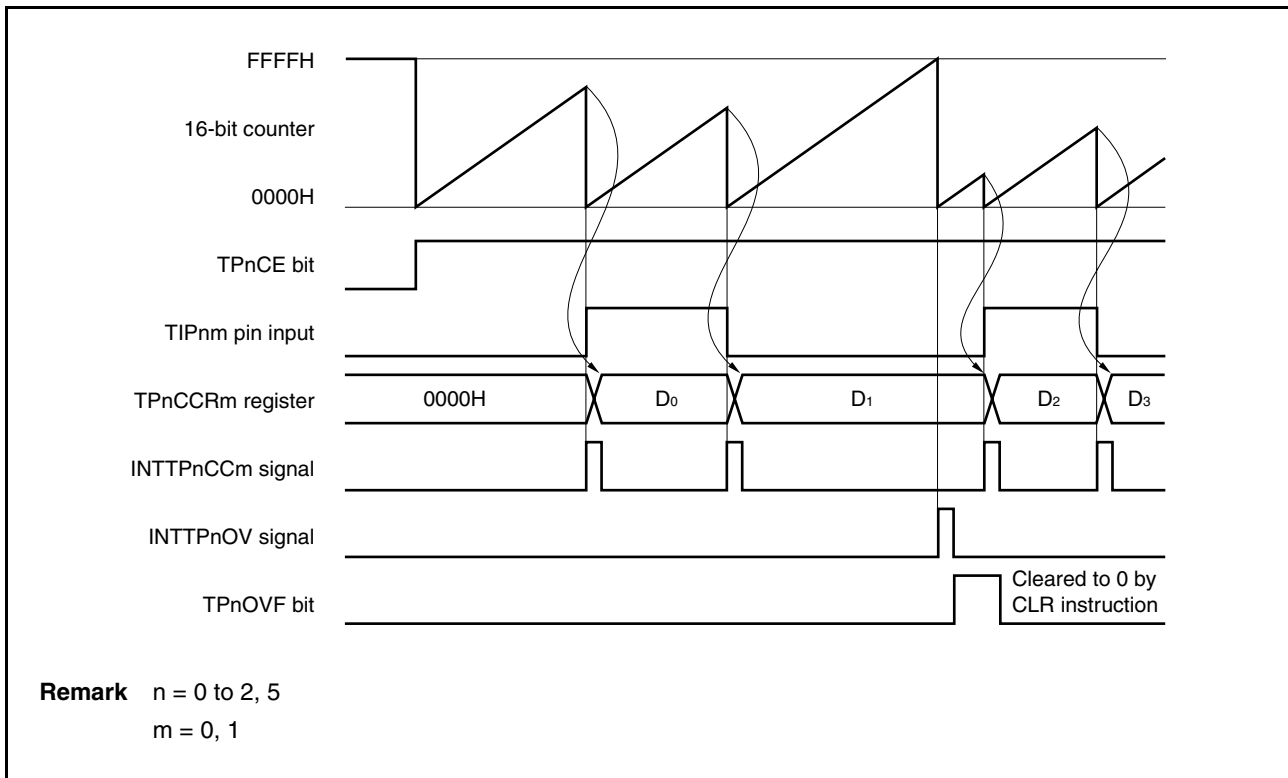 FFFFH
16-bit counter
0000H
TPnCE bit
TIPnm pin input
TPnCCRm register
0000H
D0
D1
D2
D3
INTTPnCCm signal
INTTPnOV signal
TPnOVF bit
Cleared to 0 by
CLR instruction
Remark n = 0 to 2, 5
m = 0, 1